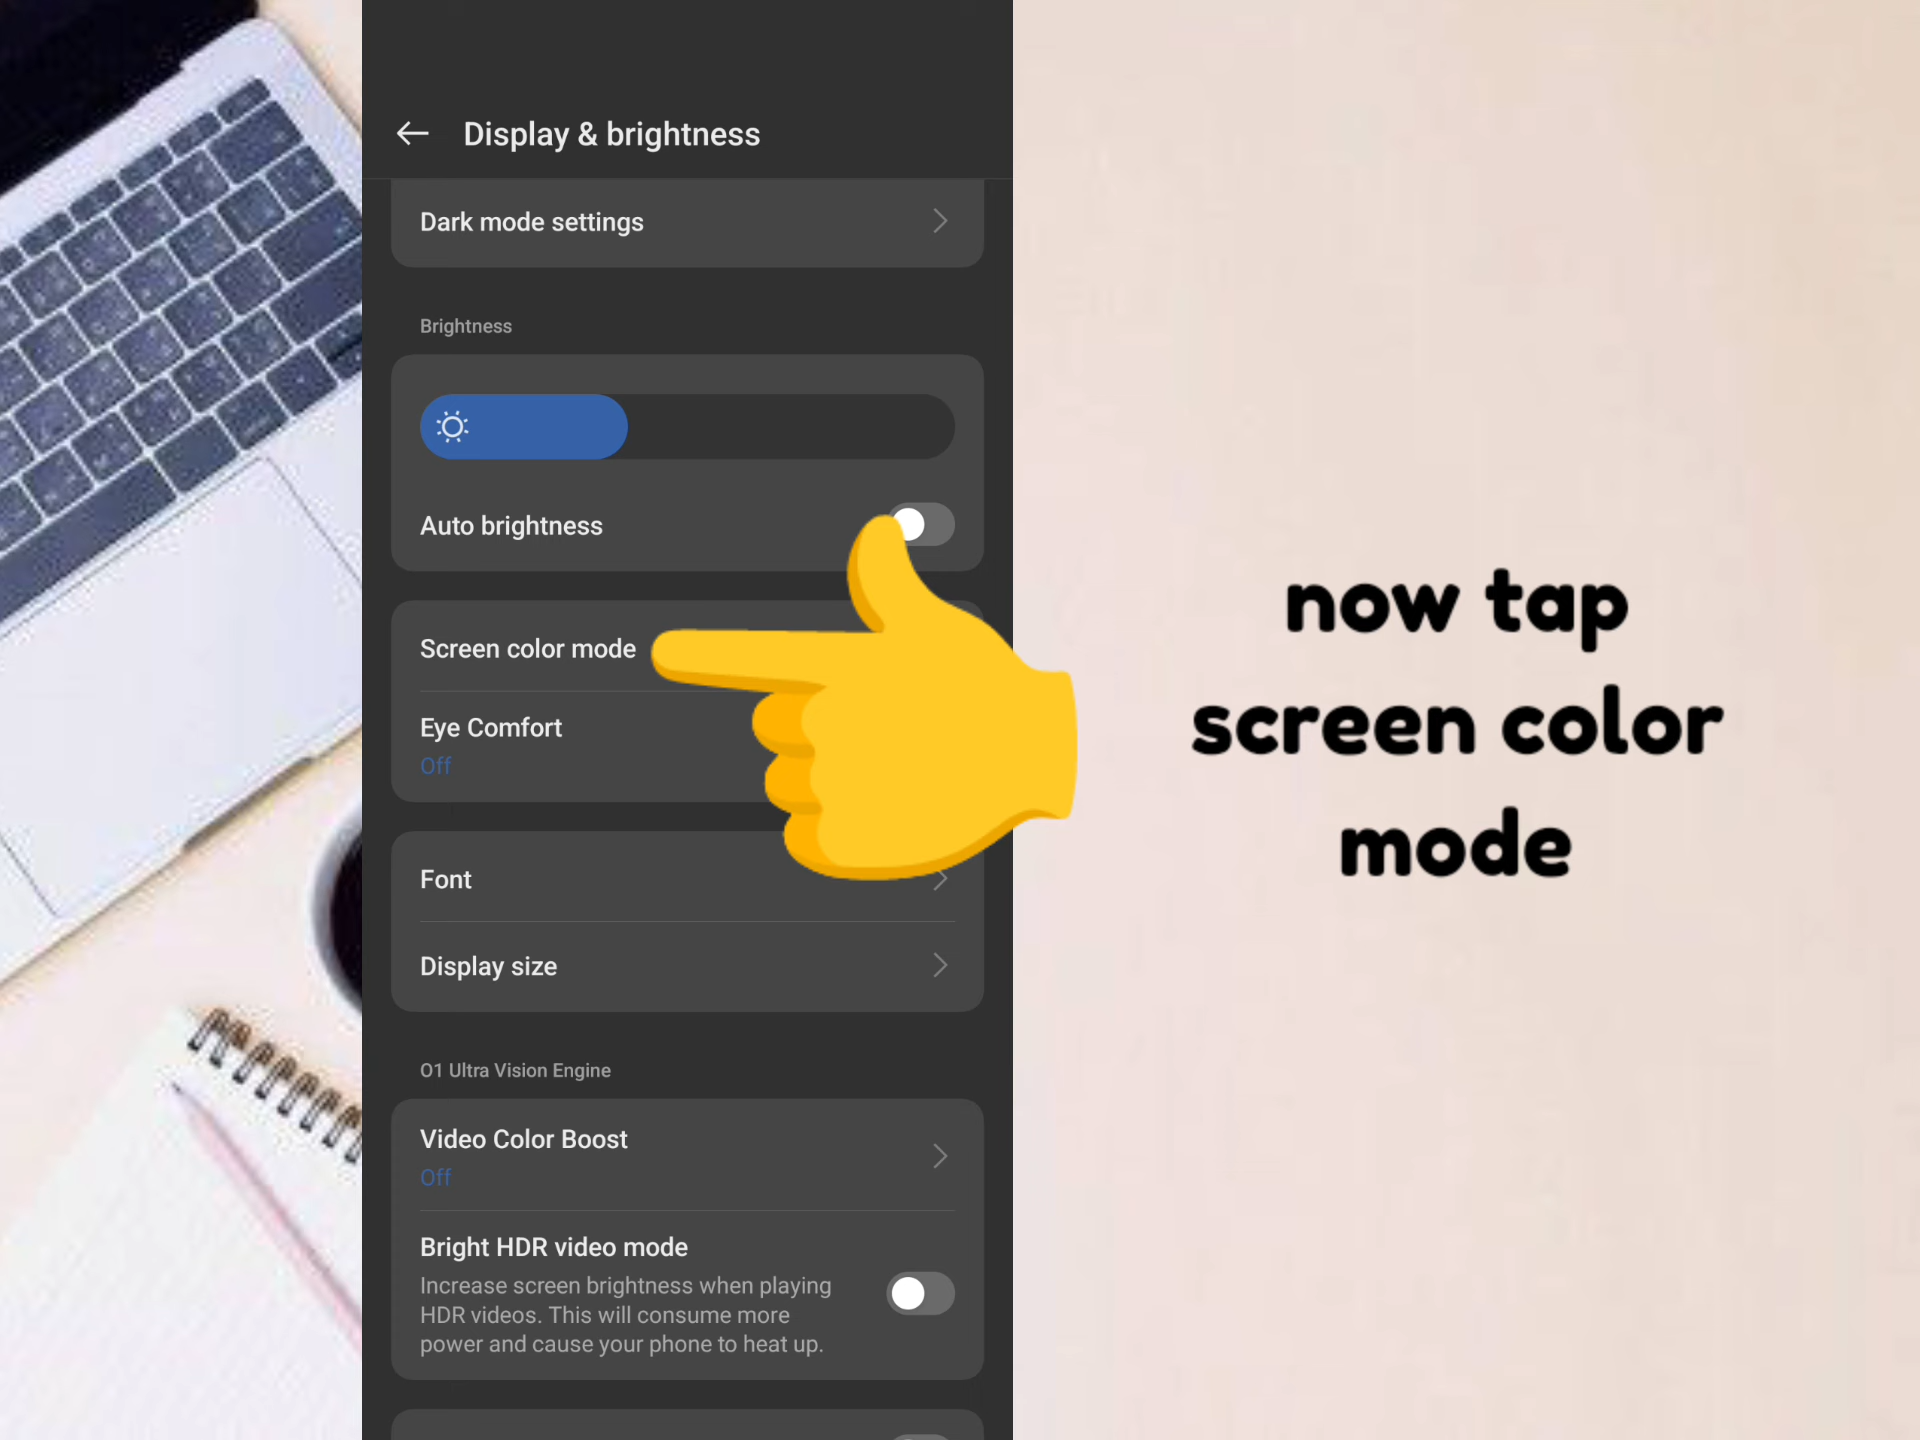 Display & brightness
Dark mode settings
Brightness
Auto brightness
Screen color mode
Eye Comfort
Off
Font
Display size
O1 Ultra Vision Engine
Video Color Boost
Off
Bright HDR video mode
Increase screen brightness when playing
HDR videos. This will consume more
power and cause your phone to heat up.
now tap
screen color
mode